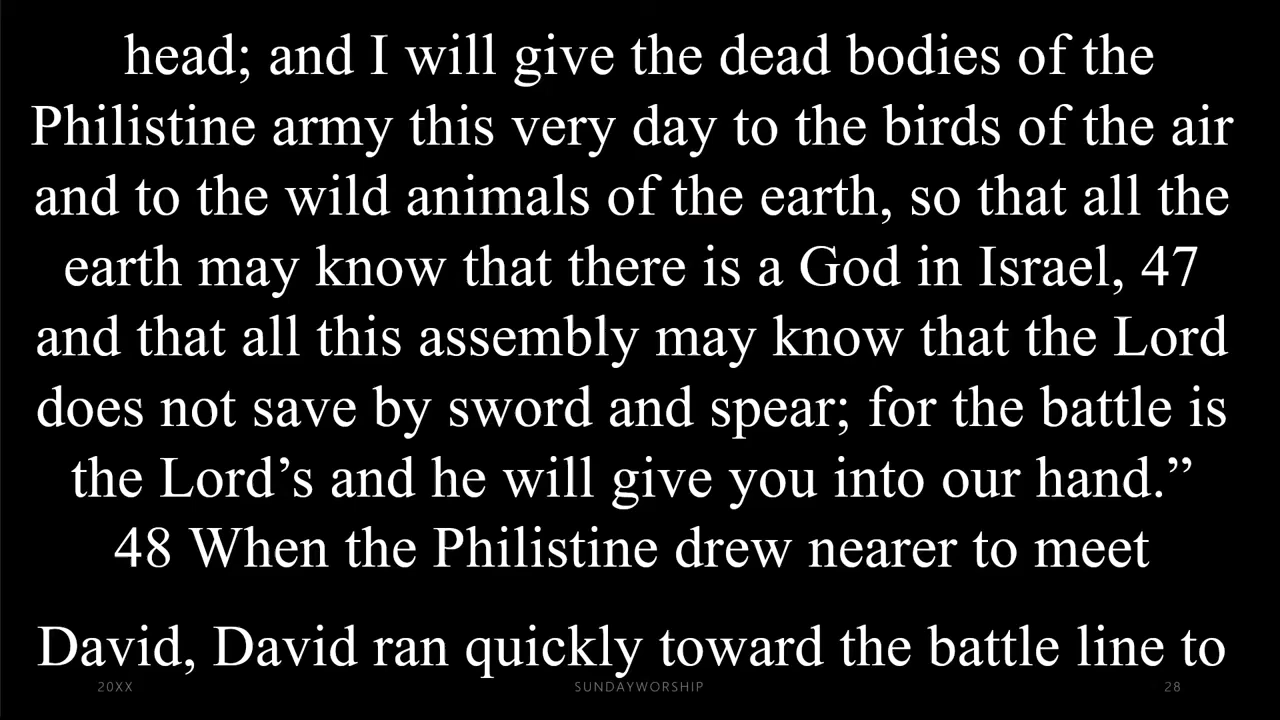 head; and I will give the dead bodies of the
Philistine army this very day to the birds of the air
and to the wild animals of the earth, so that all the
earth may know that there is a God in Israel, 47
and that all this assembly may know that the Lord
does not save by sword and spear; for the battle is
the Lord’s and he will give you into our hand.”
48 When the Philistine drew nearer to meet
David, David ran quickly toward the battle line to
20XX SUNDAYWORSHIP 28